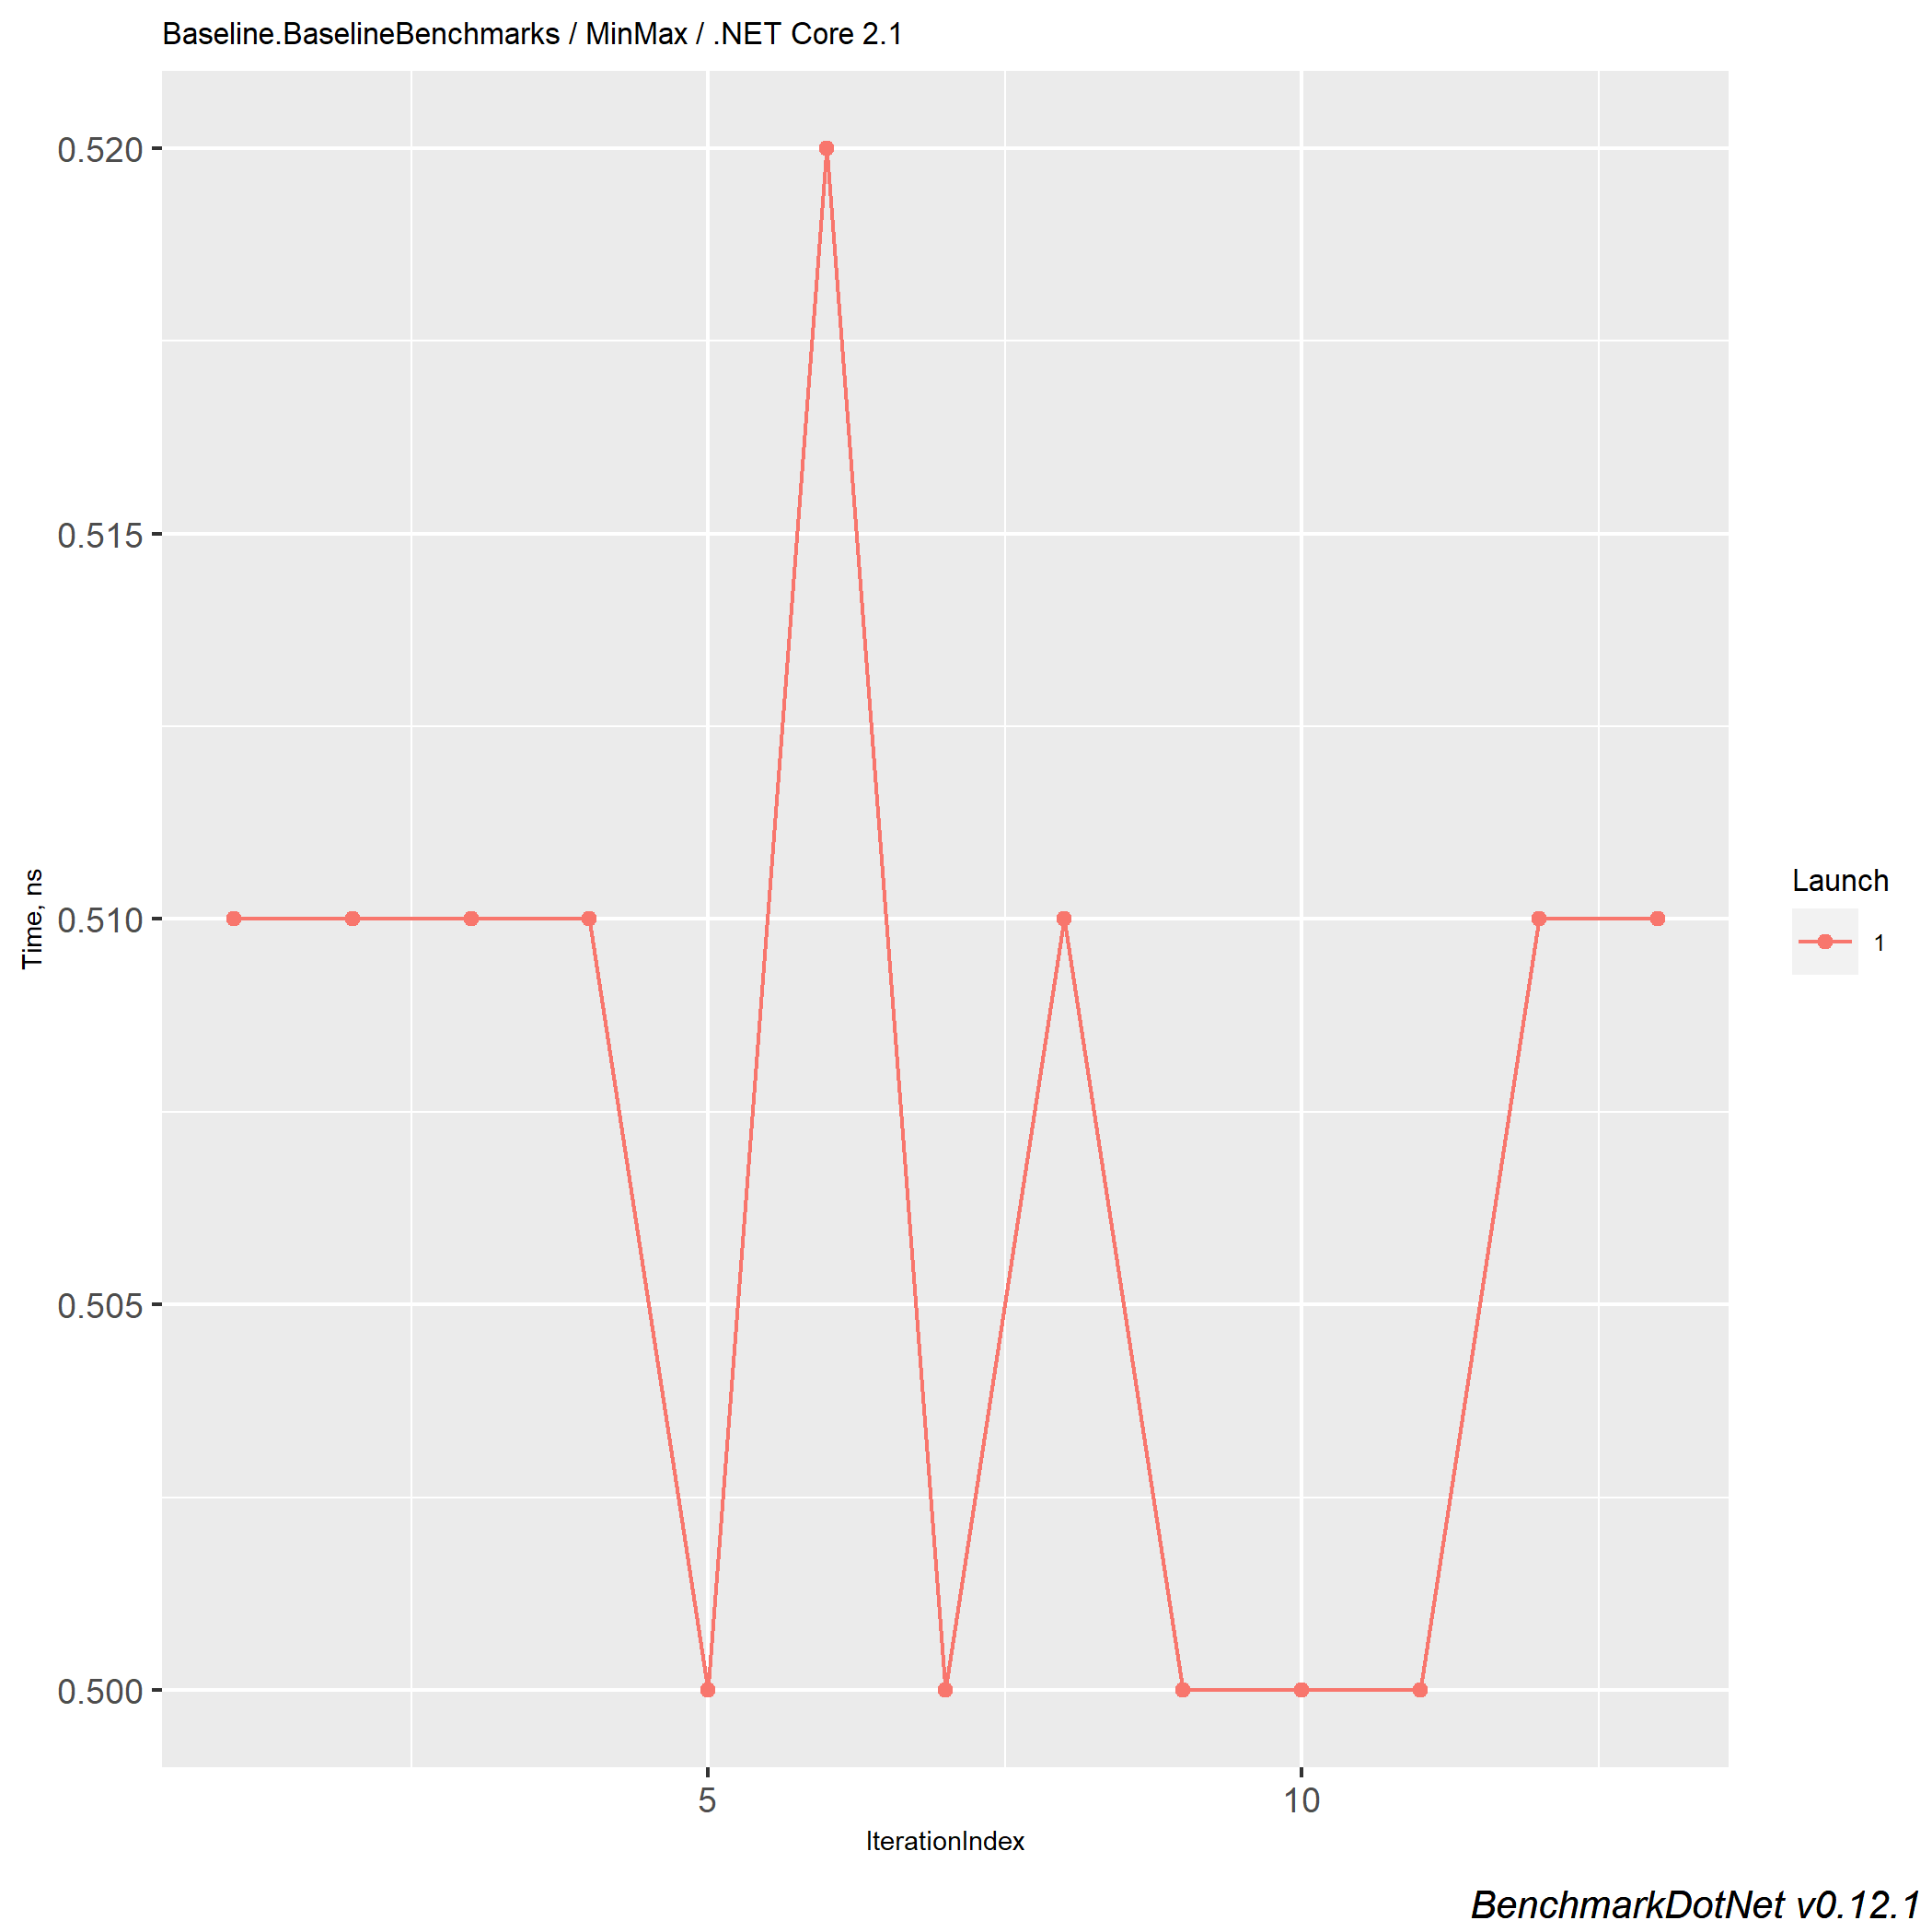 Baseline.BaselineBenchmarks / MinMax / .NET Core 2.1
0.520
0.515
0.510
0.505
0.500
Time, ns
5
10
IterationIndex
Launch
1
BenchmarkDotNet v0.12.1